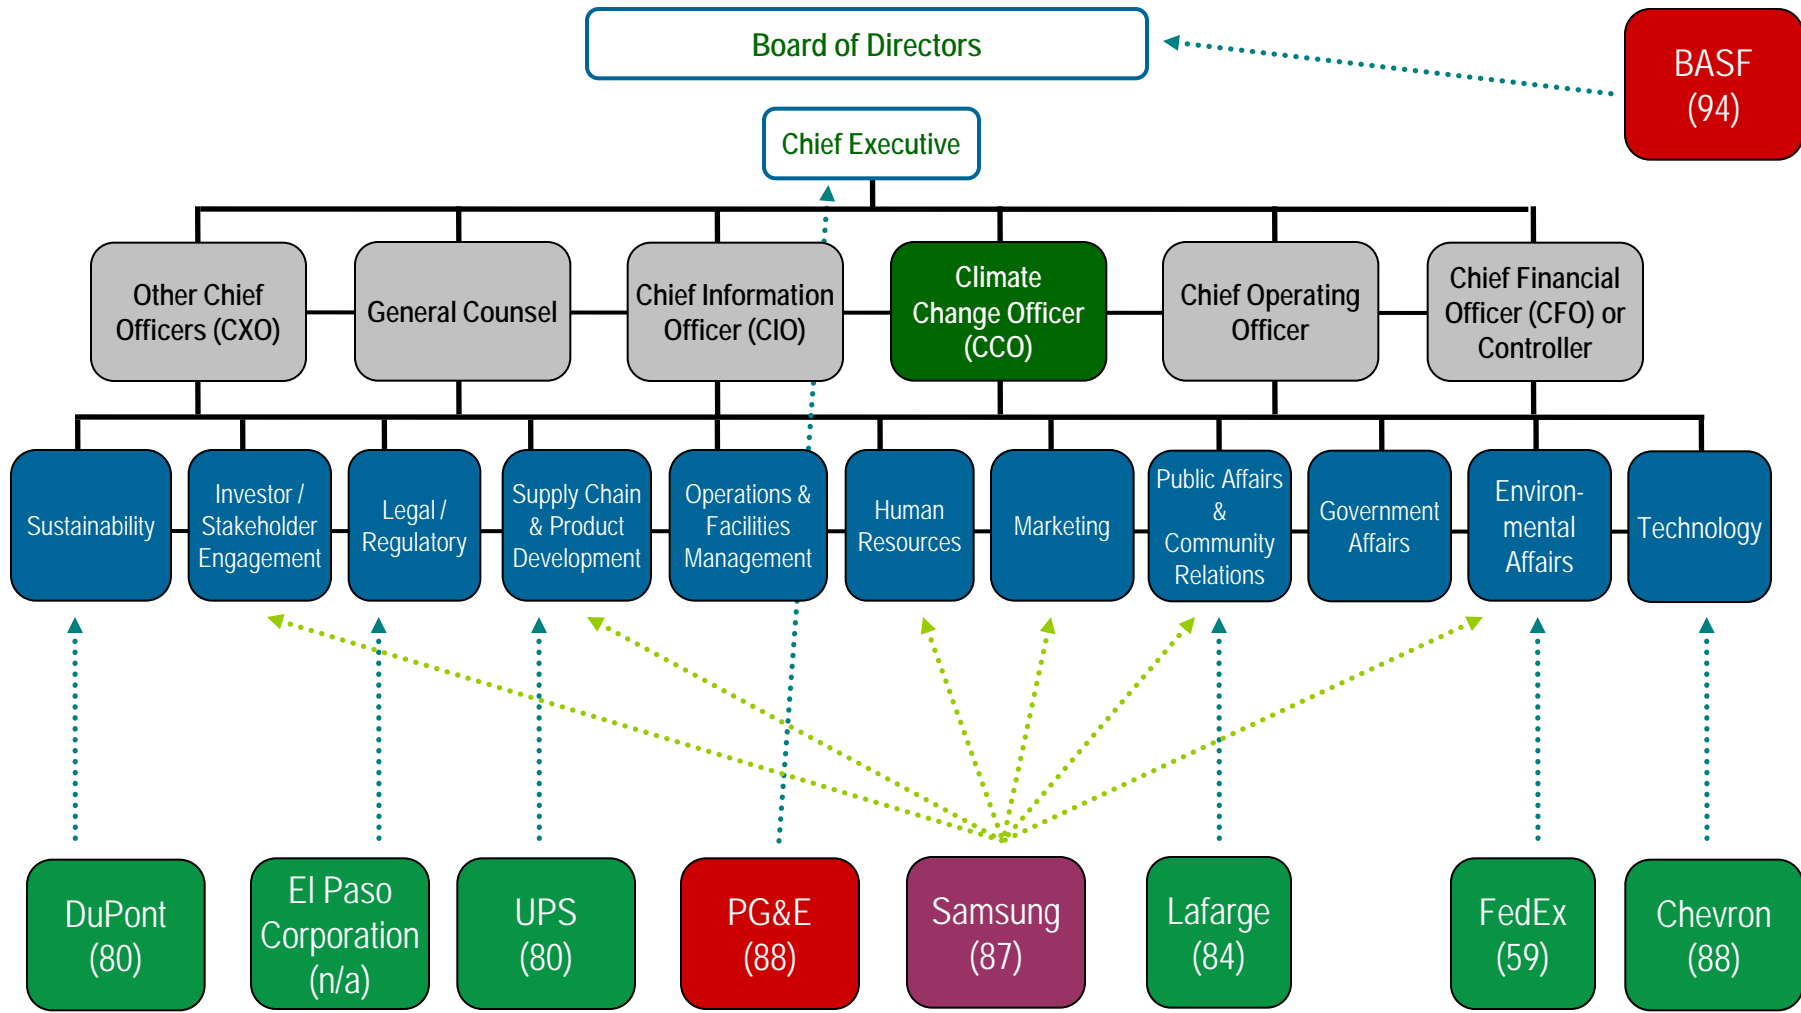 Board of Directors
BASF
(94)
Chief Executive
Other Chief
Officers (CXO)
General Counsel
Chief Information
Officer (CIO)
Climate
Change Officer
(CCO)
Chief Operating
Officer
Chief Financial
Officer (CFO) or
Controller
Sustainability
Investor /
Stakeholder
Engagement
Legal /
Regulatory
Supply Chain
& Product
Development
Operations &
Facilities
Management
Human
Resources
Marketing
Public Affairs
&
Community
Relations
Government
Affairs
Environ-
mental
Affairs
Technology
DuPont
(80)
El Paso
Corporation
(n/a)
UPS
(80)
PG&E
(88)
Samsung
(87)
Lafarge
(84)
FedEx
(59)
Chevron
(88)